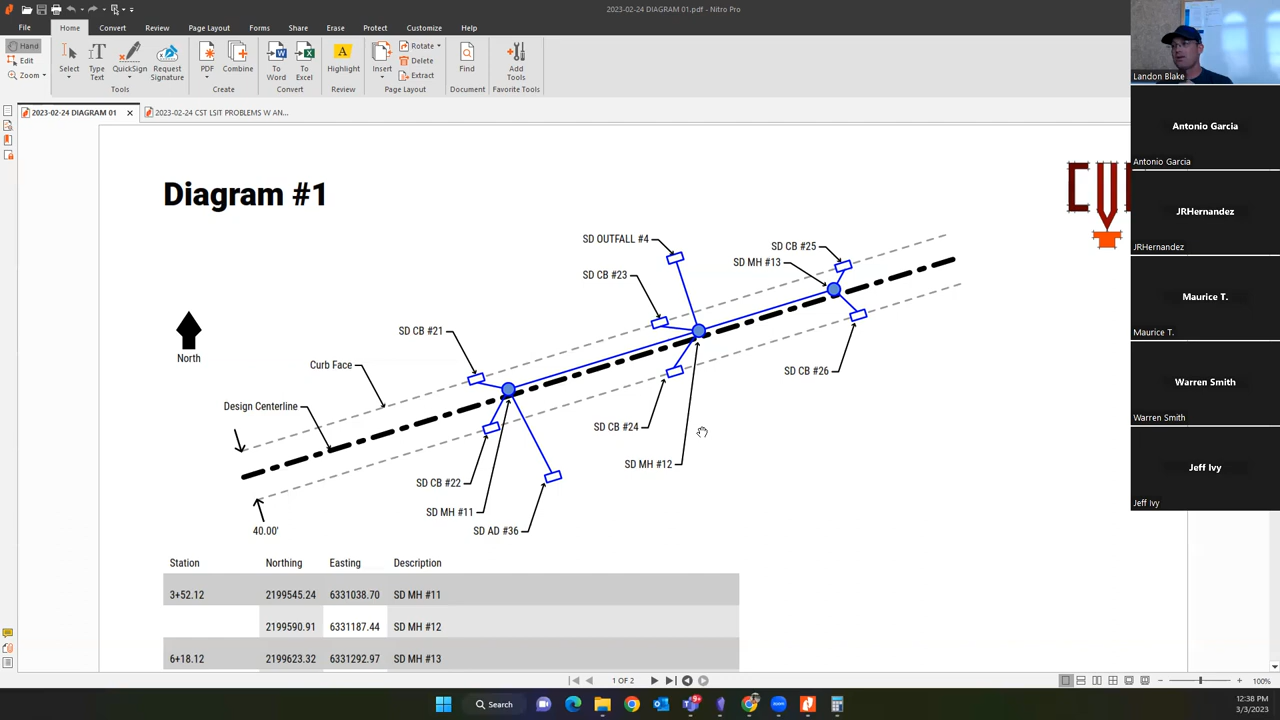 2023-02-24 DIAGRAM 01.pdf - Nitro Pro
File Home Convert Review Page Layout Forms Share Erase Protect Customize Help
Hand
Edit
Zoom
Select
Type Text
QuickSign
Request Signature
Tools
PDF
Combine
Create
To Word
To Excel
Convert
Highlight
Review
Insert
Rotate
Delete
Extract
Page Layout
Find
Document
Add Tools
Favorite Tools
2023-02-24 DIAGRAM 01
2023-02-24 CST LSIT PROBLEMS W AN...
Diagram #1
SD OUTFALL #4
SD CB #25
SD MH #13
SD CB #23
North
SD CB #21
Curb Face
SD CB #26
Design Centerline
SD CB #24
SD MH #12
SD CB #22
SD MH #11
SD AD #36
40.00'
Station Northing Easting Description
3+52.12 2199545.24 6331038.70 SD MH #11
2199590.91 6331187.44 SD MH #12
6+18.12 2199623.32 6331292.97 SD MH #13
Landon Blake
Antonio Garcia
Antonio Garcia
JRHernandez
JRHernandez
Maurice T.
Maurice T.
Warren Smith
Warren Smith
Jeff Ivy
Jeff Ivy
1 OF 2
100%
Search
12:38 PM
3/3/2023